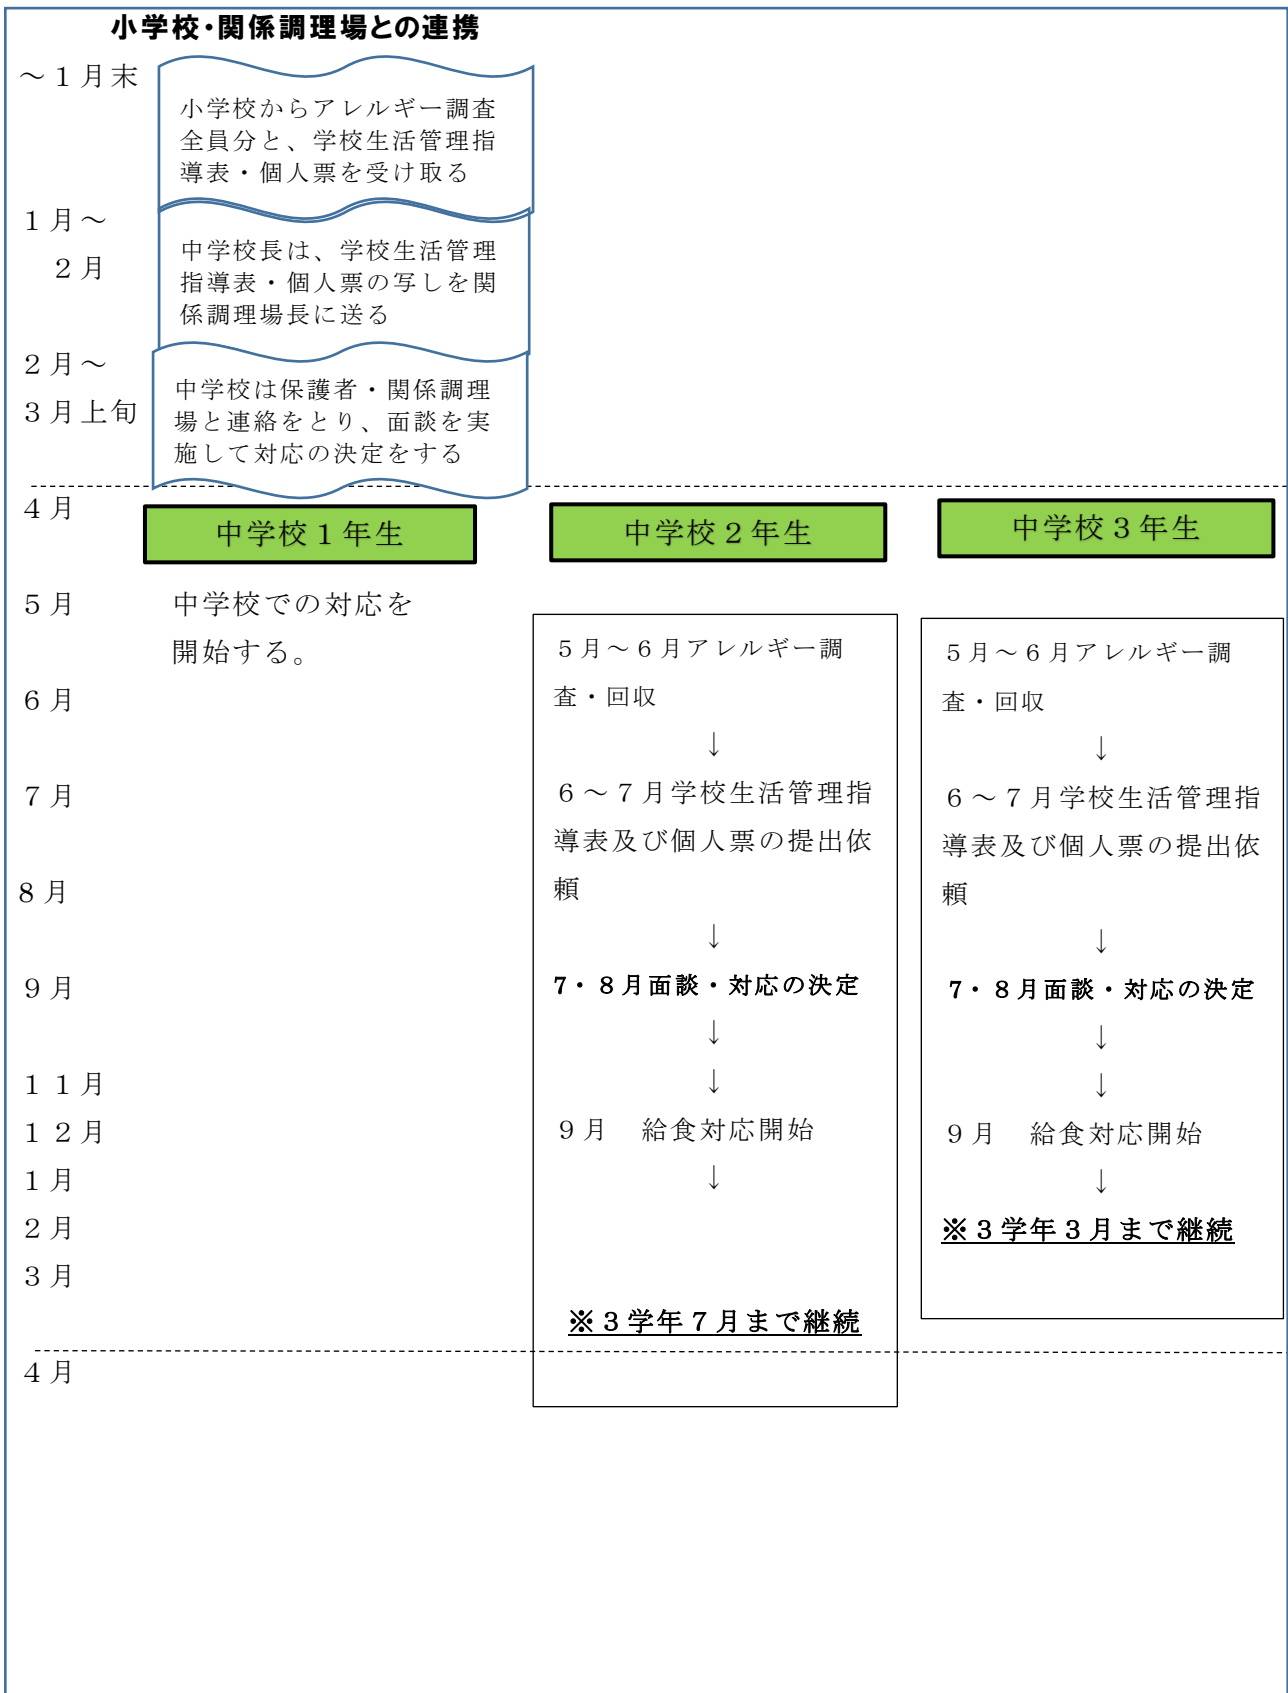 小学校・関係調理場との連携
～１月末
小学校からアレルギー調査
全員分と、学校生活管理指
導表・個人票を受け取る
１月～
２月
中学校長は、学校生活管理
指導表・個人票の写しを関
係調理場長に送る
２月～
３月上旬
中学校は保護者・関係調理
場と連絡をとり、面談を実
施して対応の決定をする
４月
中学校１年生
中学校２年生
中学校３年生
５月
中学校での対応を
開始する。
６月
７月
８月
９月
１１月
１２月
１月
２月
３月
４月
５月～６月アレルギー調
査・回収
↓
６～７月学校生活管理指
導表及び個人票の提出依
頼
↓
7・８月面談・対応の決定
↓
↓
９月　給食対応開始
↓
※３学年７月まで継続
５月～６月アレルギー調
査・回収
↓
６～７月学校生活管理指
導表及び個人票の提出依
頼
↓
7・８月面談・対応の決定
↓
↓
９月　給食対応開始
↓
※３学年３月まで継続